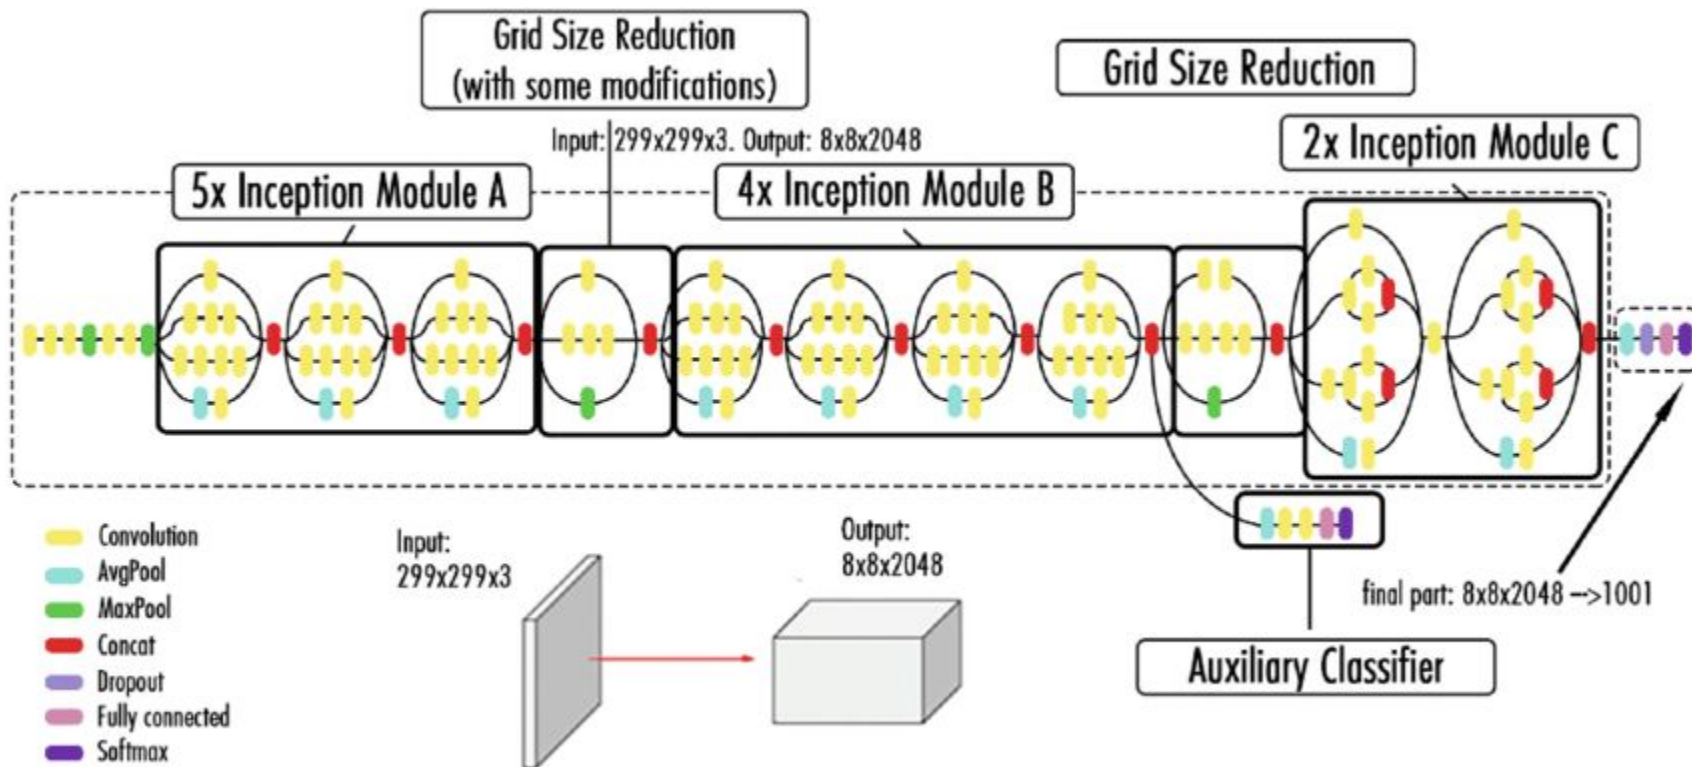 Grid Size Reduction
(with some modifications)
Grid Size Reduction
Input: 299x299x3. Output: 8x8x2048
2x Inception Module C
5x Inception Module A
4x Inception Module B
Convolution
AvgPool
MaxPool
Concat
Dropout
Fully connected
Softmax
Input:
299x299x3
Output:
8x8x2048
final part: 8x8x2048 -->1001
Auxiliary Classifier